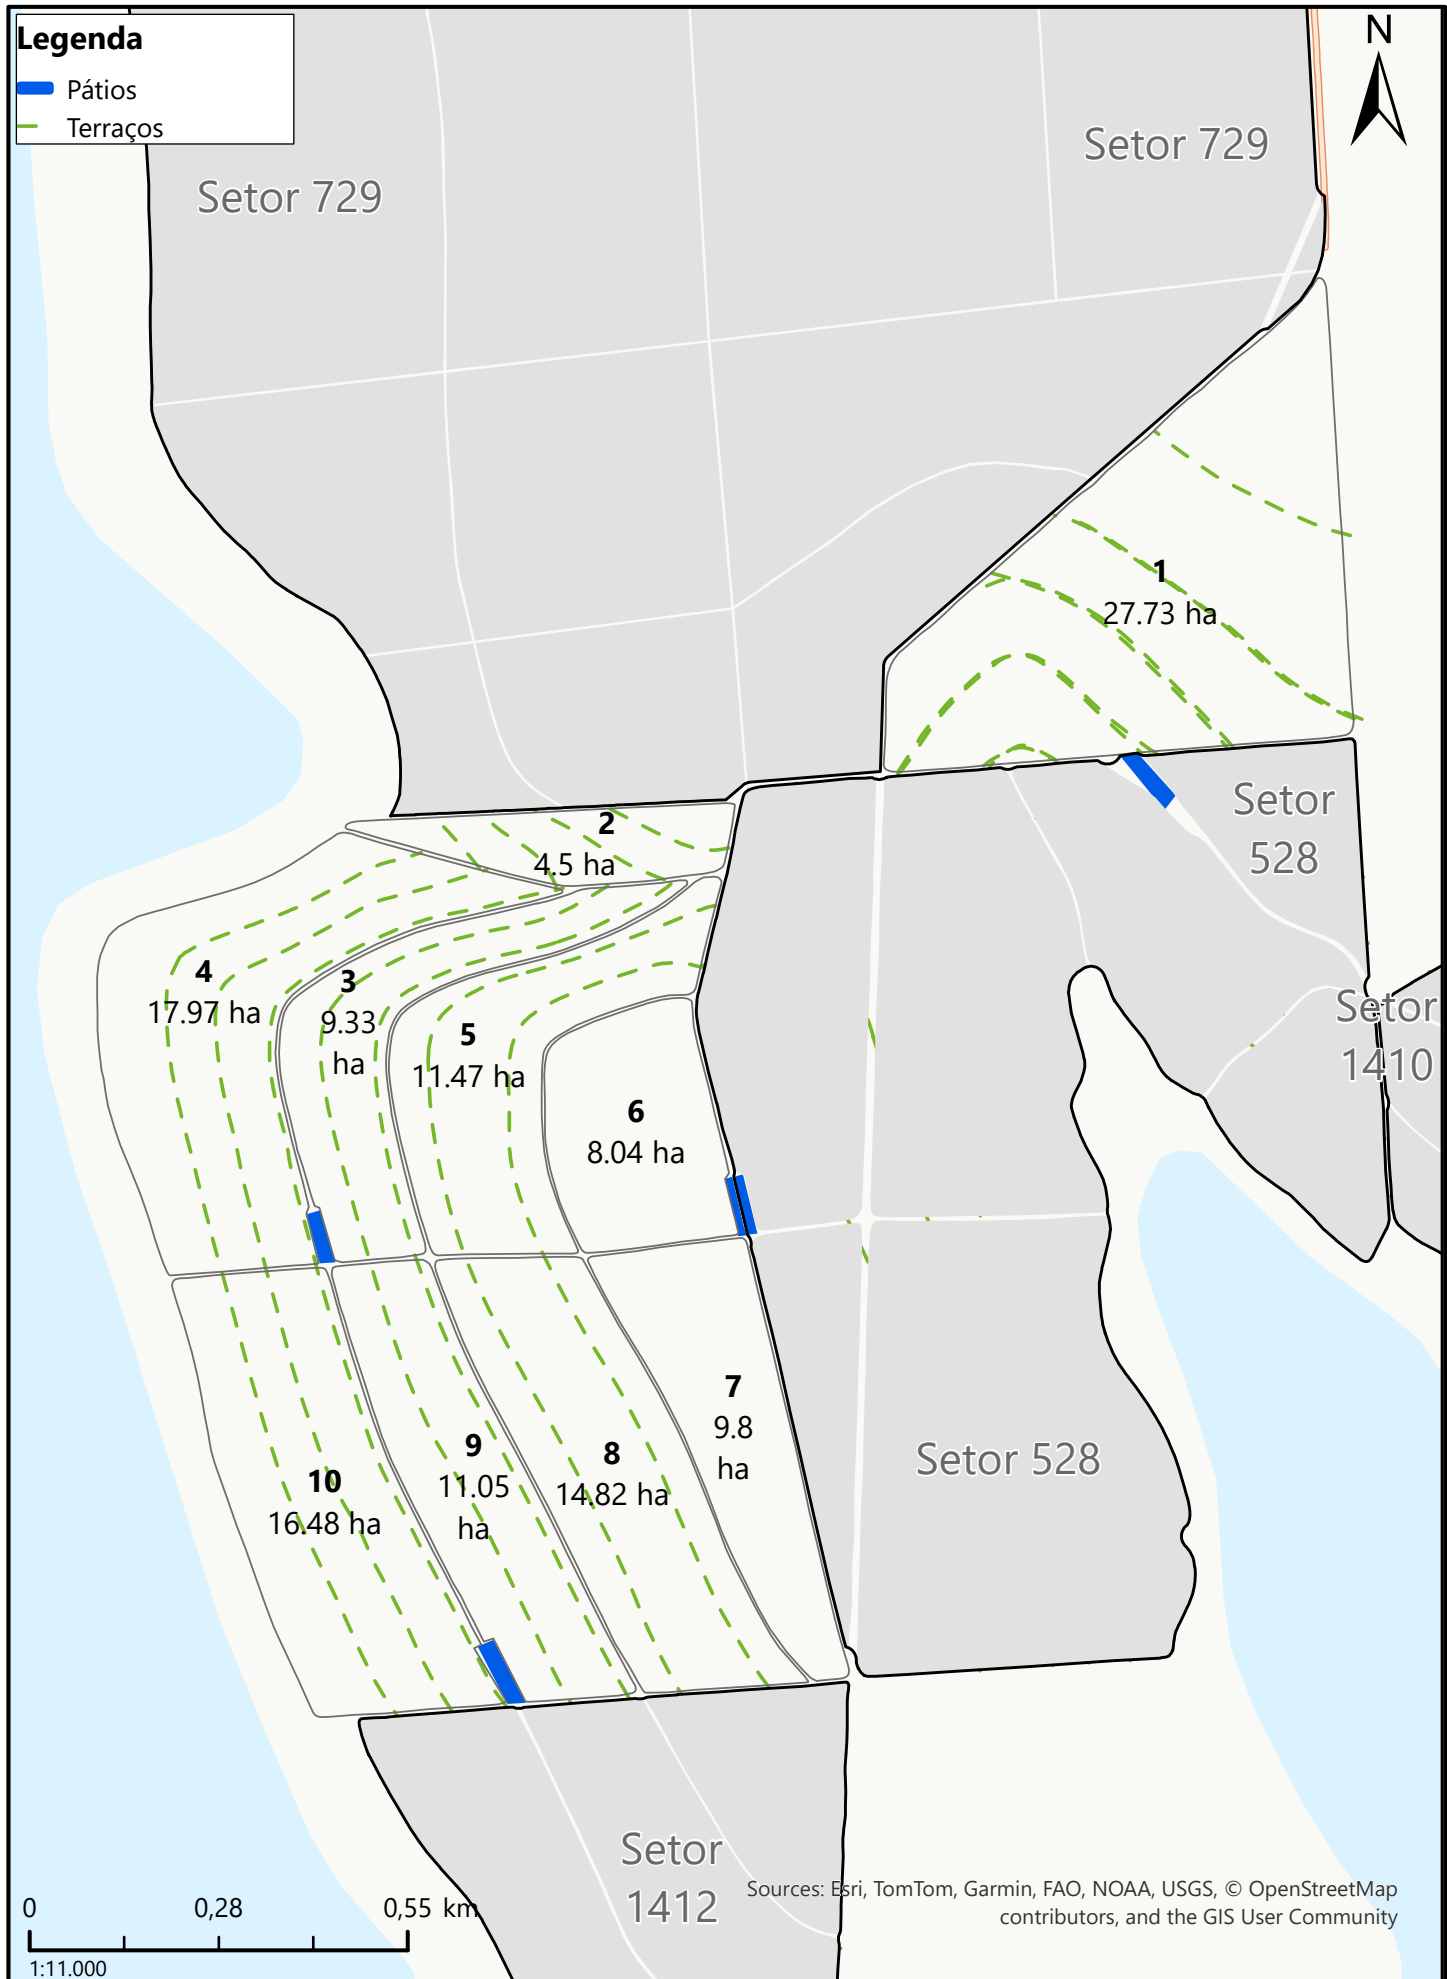 Legenda
Pátios
Terraços
N
Setor 729
Setor 729
1
27.73 ha
Setor
528
2
4.5 ha
4
17.97 ha
3
9.33
ha
5
11.47 ha
Setor
1410
6
8.04 ha
7
9.8
ha
9
11.05
ha
8
14.82 ha
10
16.48 ha
Setor 528
Setor
1412
Sources: Esri, TomTom, Garmin, FAO, NOAA, USGS, © OpenStreetMap
contributors, and the GIS User Community
0 0,28 0,55 km
1:11.000